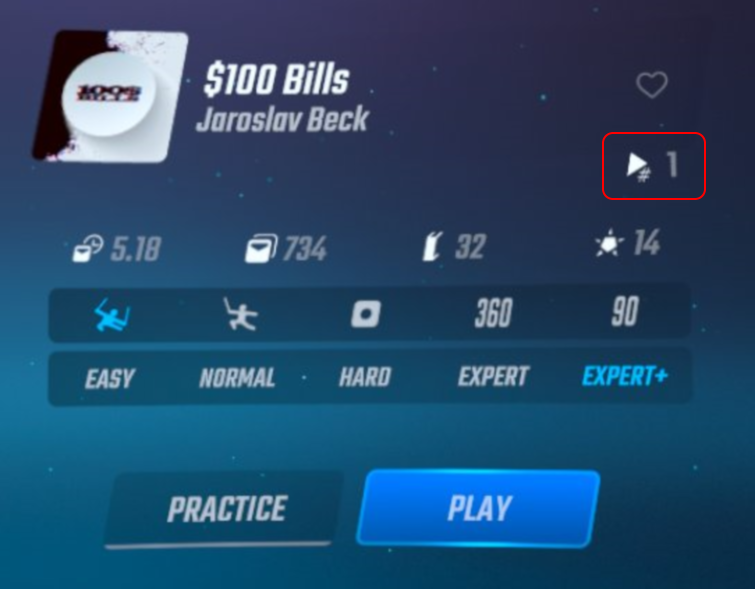 $100 Bills
Jaroslav Beck
# 1
5.18 734 32 14
360 90
EASY NORMAL HARD EXPERT EXPERT+
PRACTICE PLAY